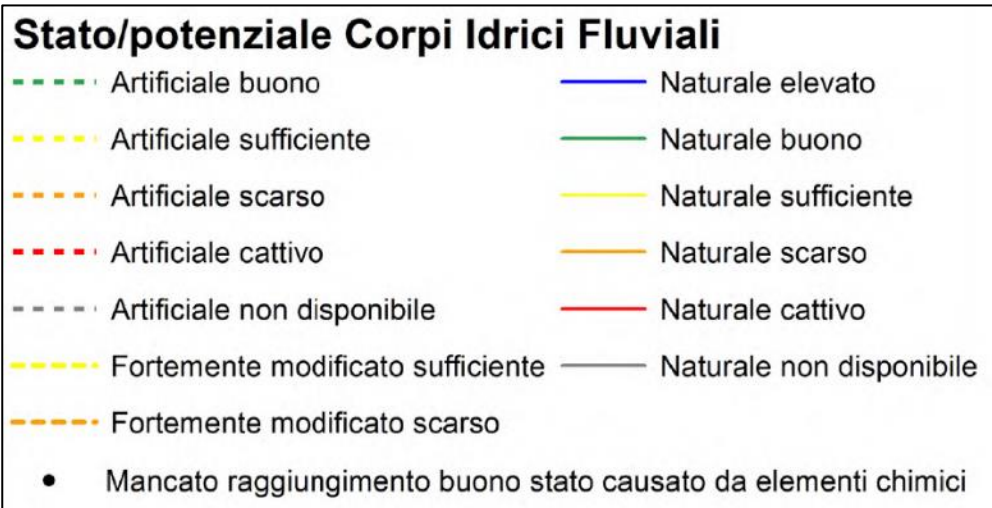 Stato/potenziale Corpi Idrici Fluviali
Artificiale buono
Artificiale sufficiente
Artificiale scarso
Artificiale cattivo
Artificiale non disponibile
Fortemente modificato sufficiente
Fortemente modificato scarso
Naturale elevato
Naturale buono
Naturale sufficiente
Naturale scarso
Naturale cattivo
Naturale non disponibile
• Mancato raggiungimento buono stato causato da elementi chimici